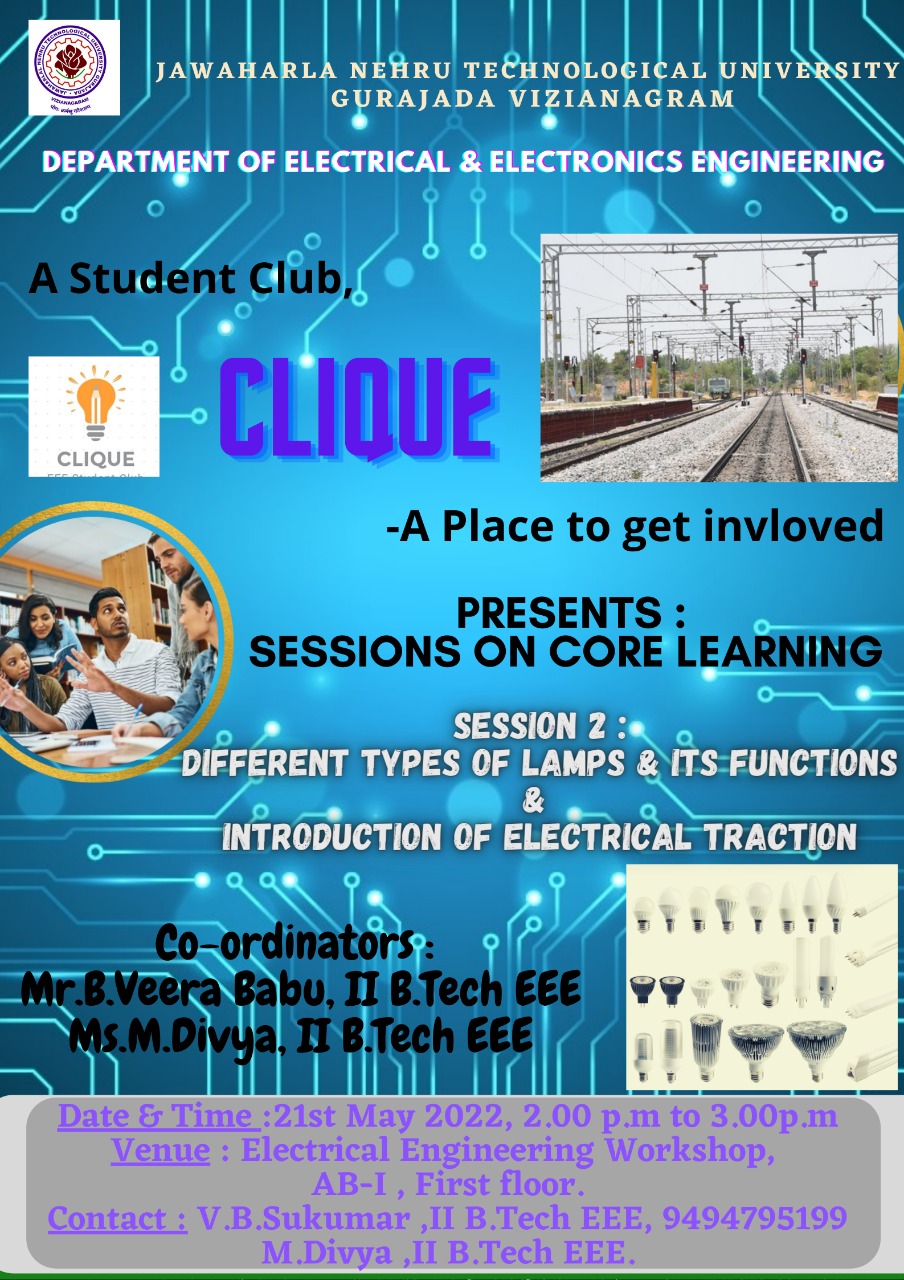 JAWAHARLA NEHRU TECHNOLOGICAL UNIVERSITY
GURAJADA VIZIANAGRAM
DEPARTMENT OF ELECTRICAL & ELECTRONICS ENGINEERING
A Student Club,
CLIQUE
CLIQUE
EEE Student Club
-A Place to get invloved
PRESENTS :
SESSIONS ON CORE LEARNING
SESSION 2 :
DIFFERENT TYPES OF LAMPS & ITS FUNCTIONS
&
INTRODUCTION OF ELECTRICAL TRACTION
Co-ordinators :
Mr.B.Veera Babu, II B.Tech EEE
Ms.M.Divya, II B.Tech EEE
Date & Time :21st May 2022, 2.00 p.m to 3.00p.m
Venue : Electrical Engineering Workshop,
AB-I , First floor.
Contact : V.B.Sukumar ,II B.Tech EEE, 9494795199
M.Divya ,II B.Tech EEE.